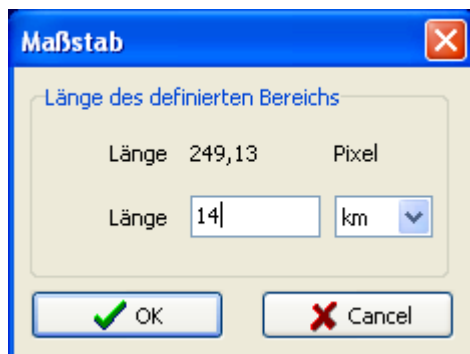 Maßstab
Länge des definierten Bereichs
Länge 249,13 Pixel
Länge 14 km
OK Cancel